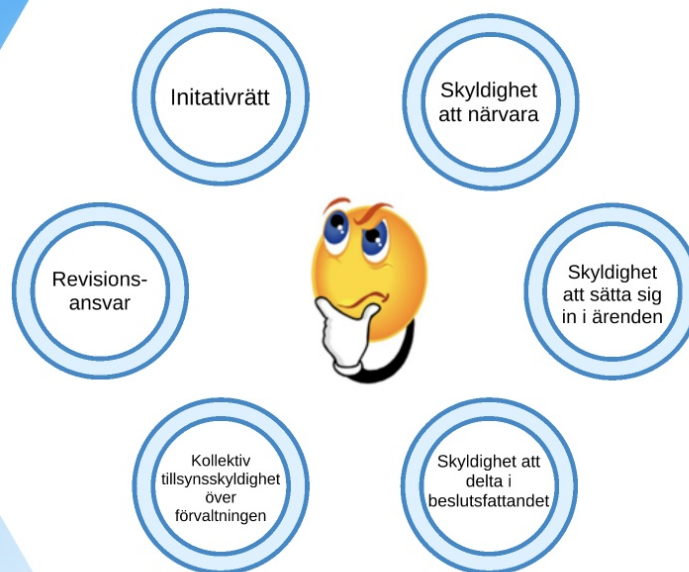 Initativrätt
Skyldighet
att närvara
Revisions-
ansvar
Skyldighet
att sätta sig
in i ärenden
Kollektiv
tillsynsskyldighet
över
förvaltningen
Skyldighet att
delta i
beslutsfattandet